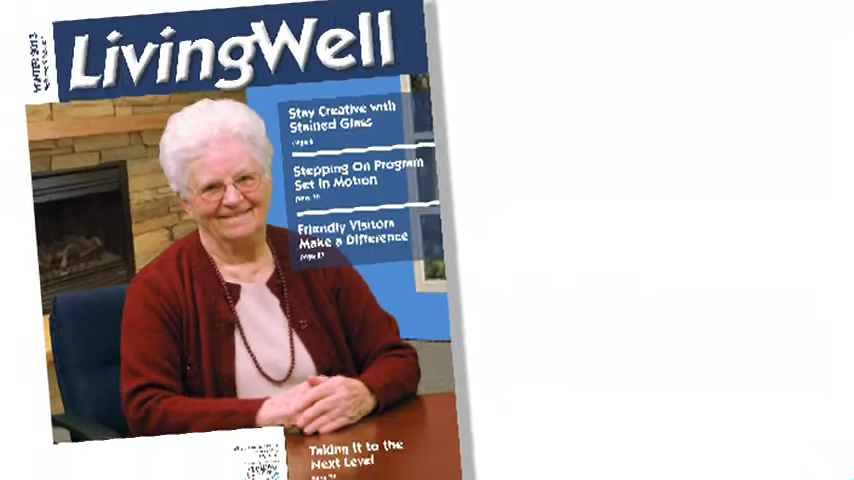 WINTER 2013
LivingWell
Stay Creative with
Stained Glass
Stepping On Program
Set In Motion
Friendly Visitors
Make a Difference
Taking It to the
Next Level